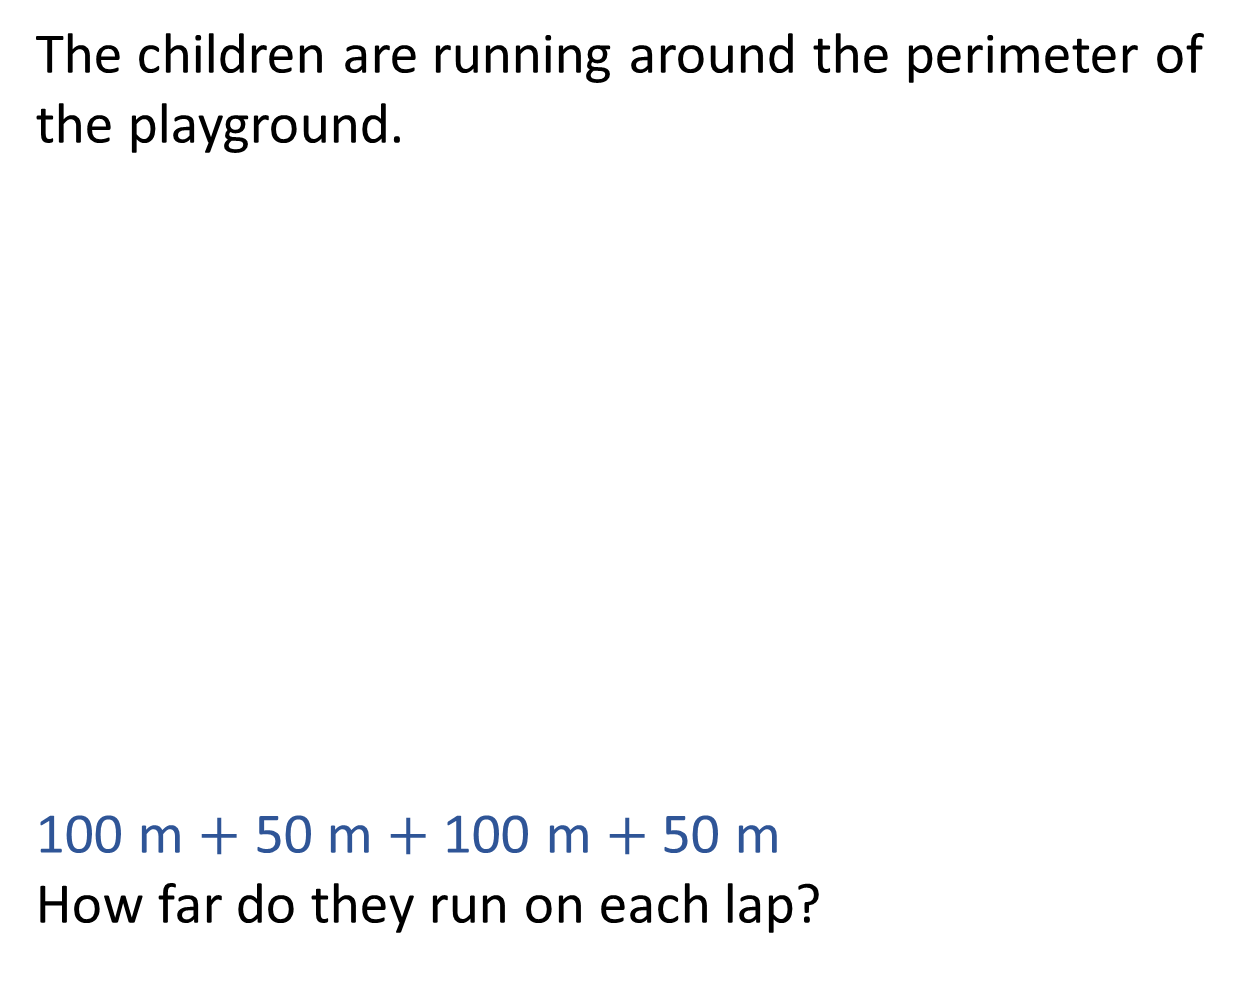 The children are running around the perimeter of
the playground.
100 m + 50 m + 100 m + 50 m
How far do they run on each lap?